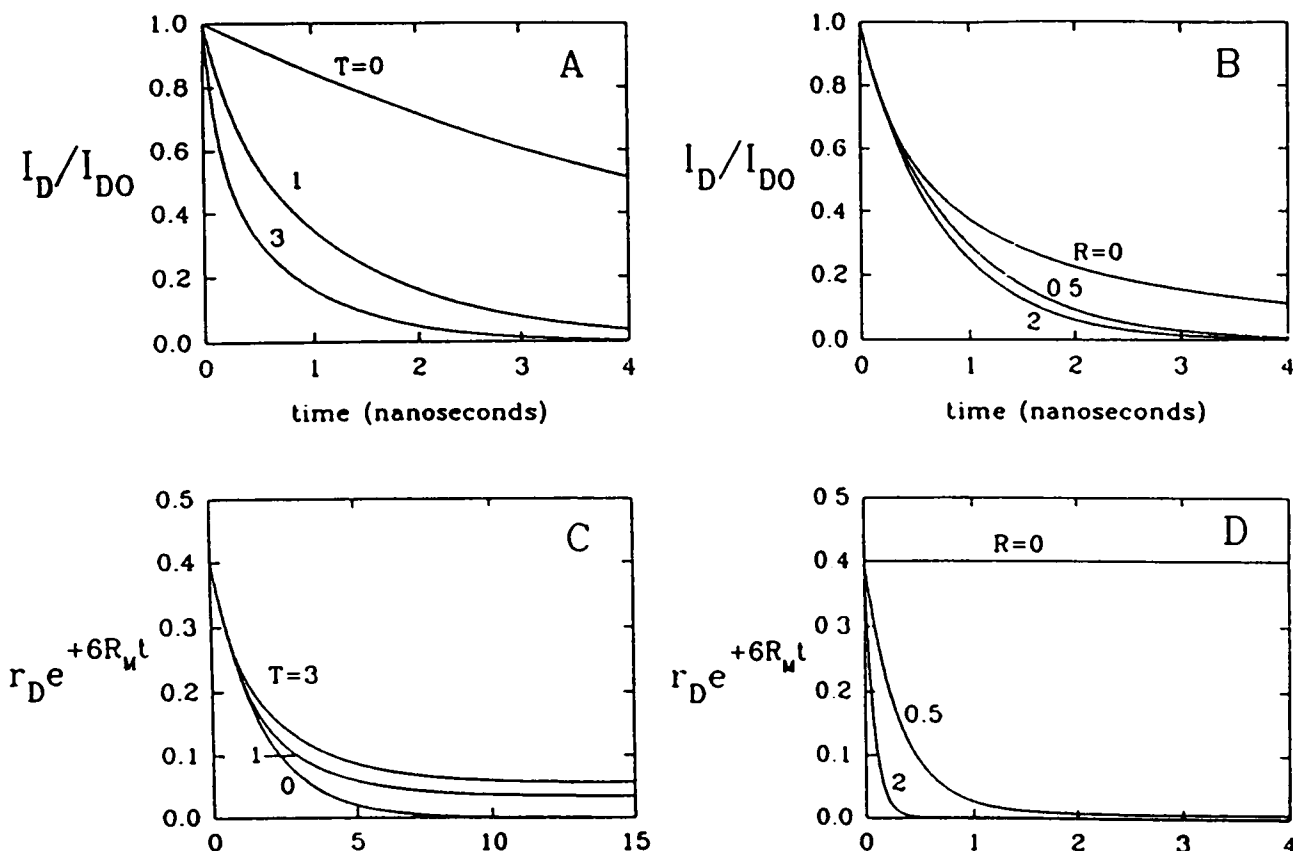 1.0
0.8
0.6
0.4
0.2
0.0
I_D/I_DO
A
T=0
1
3
0 1 2 3 4
time (nanoseconds)
1.0
0.8
0.6
0.4
0.2
0.0
I_D/I_DO
B
R=0
0 5
2
0 1 2 3 4
time (nanoseconds)
0.5
0.4
0.3
0.2
0.1
0.0
r_D e^{+6R_M t}
C
T=3
1
0
0 5 10 15
0 5
0 4
0 3
0.2
0.1
0.0
r_D e^{+6R_M t}
D
R=0
0.5
2
0 1 2 3 4